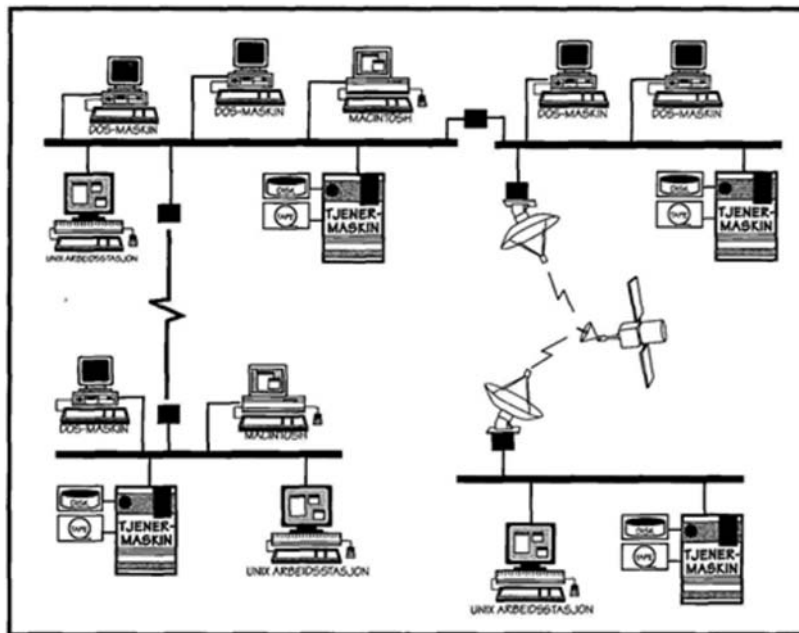 DOS-MASKIN
DOS-MASKIN
MACINTOSH
DOS-MASKIN
DOS-MASKIN
UNIX ARBEIDSSTASJON
DISK
TAPE
TJENER-
MASKIN
DISK
TAPE
TJENER-
MASKIN
DOS-MASKIN
MACINTOSH
DISK
TAPE
TJENER-
MASKIN
UNIX ARBEIDSSTASJON
UNIX ARBEIDSSTASJON
DISK
TAPE
TJENER-
MASKIN